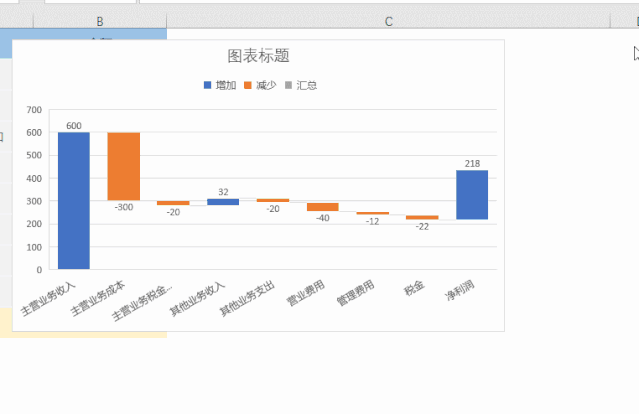 B C
图表标题
增加 减少 汇总
700
600
500
400
300
200
100
0
600
-300
-20
32
-20
-40
-12
-22
218
主营业务收入
主营业务成本
主营业务税金...
其他业务收入
其他业务支出
营业费用
管理费用
税金
净利润